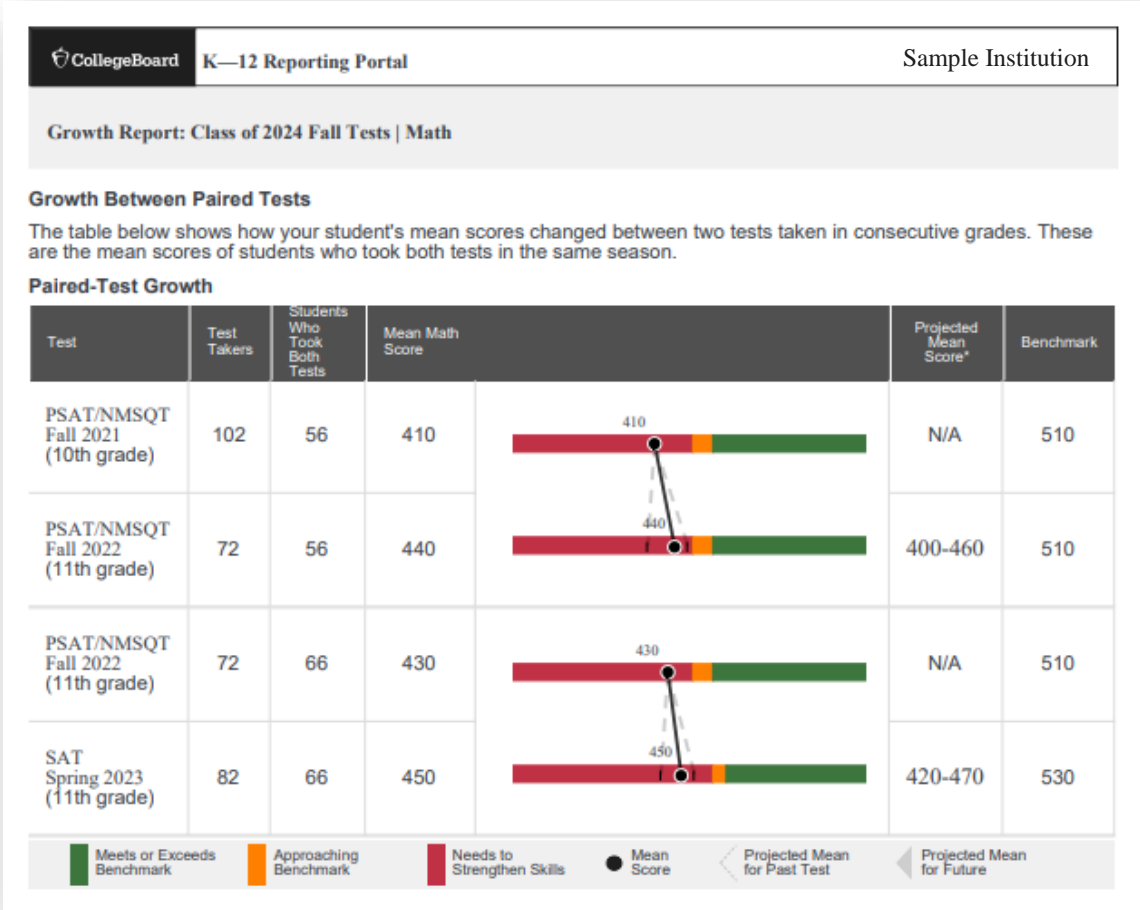 CollegeBoard
K—12 Reporting Portal
Sample Institution
Growth Report: Class of 2024 Fall Tests | Math
Growth Between Paired Tests
The table below shows how your student's mean scores changed between two tests taken in consecutive grades. These
are the mean scores of students who took both tests in the same season.
Paired-Test Growth
Test
Test
Takers
Students
Who
Took
Both
Tests
Mean Math
Score
Projected
Mean
Score*
Benchmark
PSAT/NMSQT
Fall 2021
(10th grade)
102
56
410
410
N/A
510
PSAT/NMSQT
Fall 2022
(11th grade)
72
56
440
440
400-460
510
PSAT/NMSQT
Fall 2022
(11th grade)
72
66
430
430
N/A
510
SAT
Spring 2023
(11th grade)
82
66
450
450
420-470
530
Meets or Exceeds
Benchmark
Approaching
Benchmark
Needs to
Strengthen Skills
Mean
Score
Projected Mean
for Past Test
Projected Mean
for Future